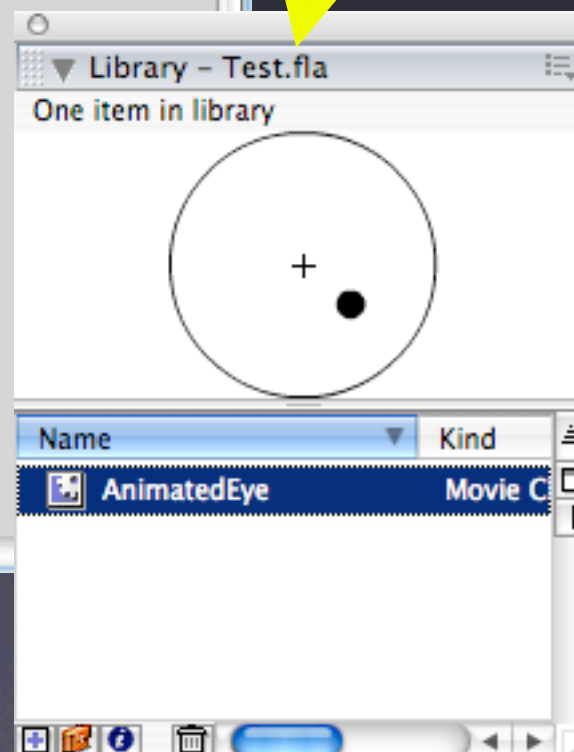 Library – Test.fla
One item in library
Name Kind
AnimatedEye Movie C